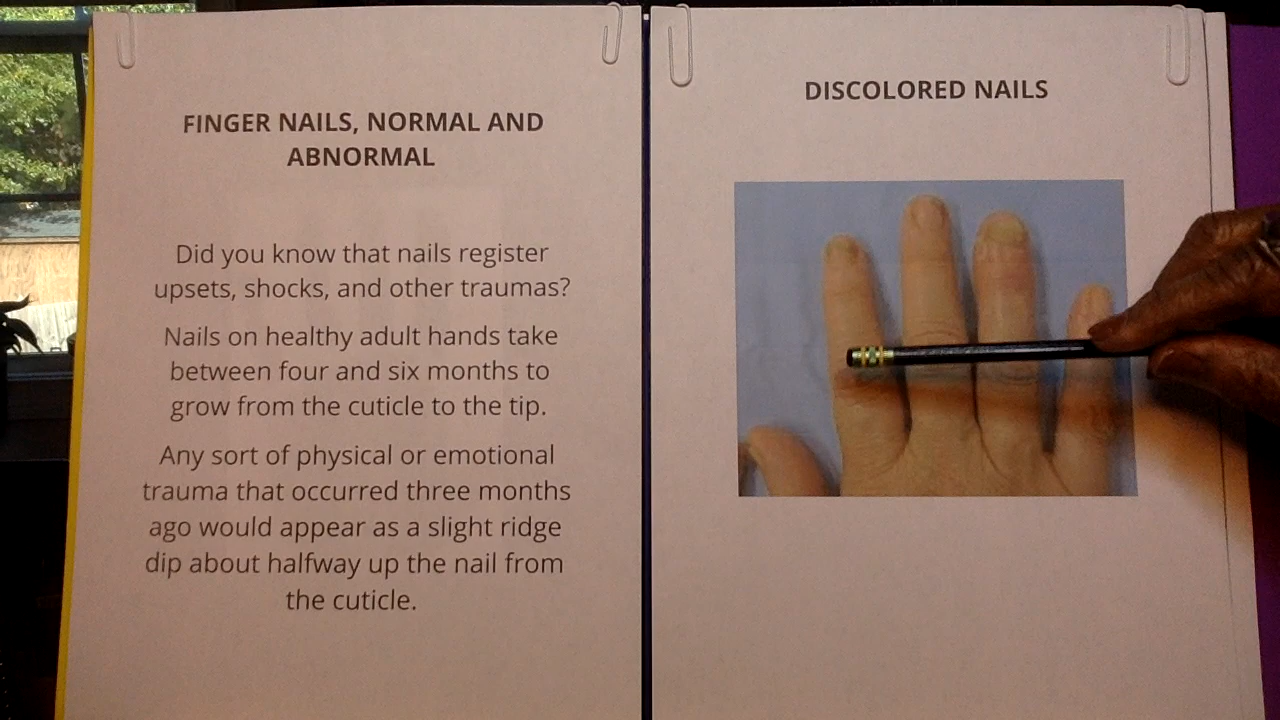 FINGER NAILS, NORMAL AND
ABNORMAL
Did you know that nails register
upsets, shocks, and other traumas?
Nails on healthy adult hands take
between four and six months to
grow from the cuticle to the tip.
Any sort of physical or emotional
trauma that occurred three months
ago would appear as a slight ridge
dip about halfway up the nail from
the cuticle.
DISCOLORED NAILS